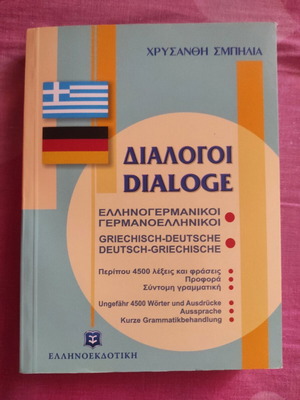 ΧΡΥΣΑΝΘΗ ΣΜΠΗΛΙΑ
ΔΙΑΛΟΓΟΙ
DIALOGE
ΕΛΛΗΝΟΓΕΡΜΑΝΙΚΟΙ
ΓΕΡΜΑΝΟΕΛΛΗΝΙΚΟΙ
GRIECHISCH-DEUTSCHE
DEUTSCH-GRIECHISCHE
Περίπου 4500 λέξεις και φράσεις
Προφορά
Σύντομη γραμματική
Ungefähr 4500 Wörter und Ausdrücke
Aussprache
Kurze Grammatikbehandlung
ΕΛΛΗΝΟΕΚΔΟΤΙΚΗ